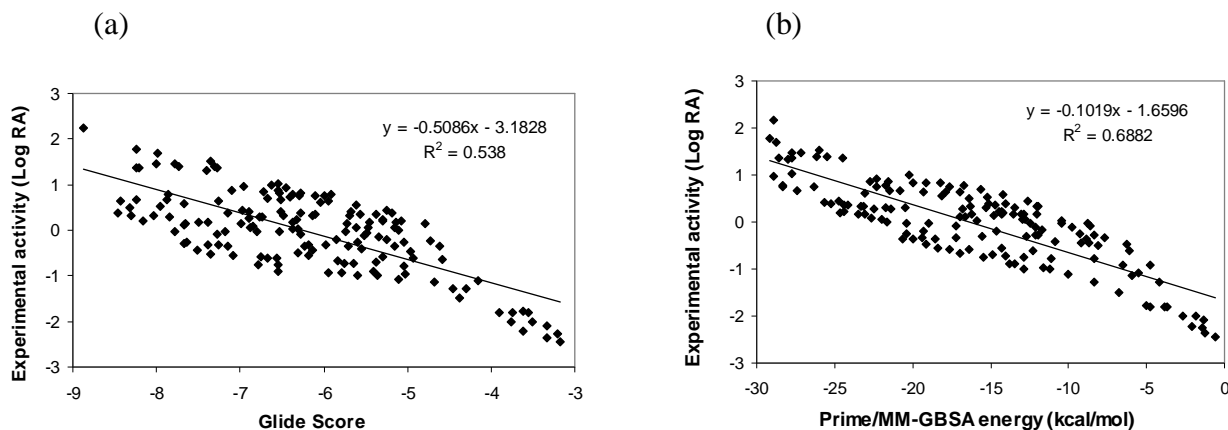 (a)
(b)
Experimental activity (Log RA)
3
2
1
0
-1
-2
-3
y = -0.5086x - 3.1828
R² = 0.538
-9 -8 -7 -6 -5 -4 -3
Glide Score
Experimental activity (Log RA)
3
2
1
0
-1
-2
-3
y = -0.1019x - 1.6596
R² = 0.6882
-30 -25 -20 -15 -10 -5 0
Prime/MM-GBSA energy (kcal/mol)